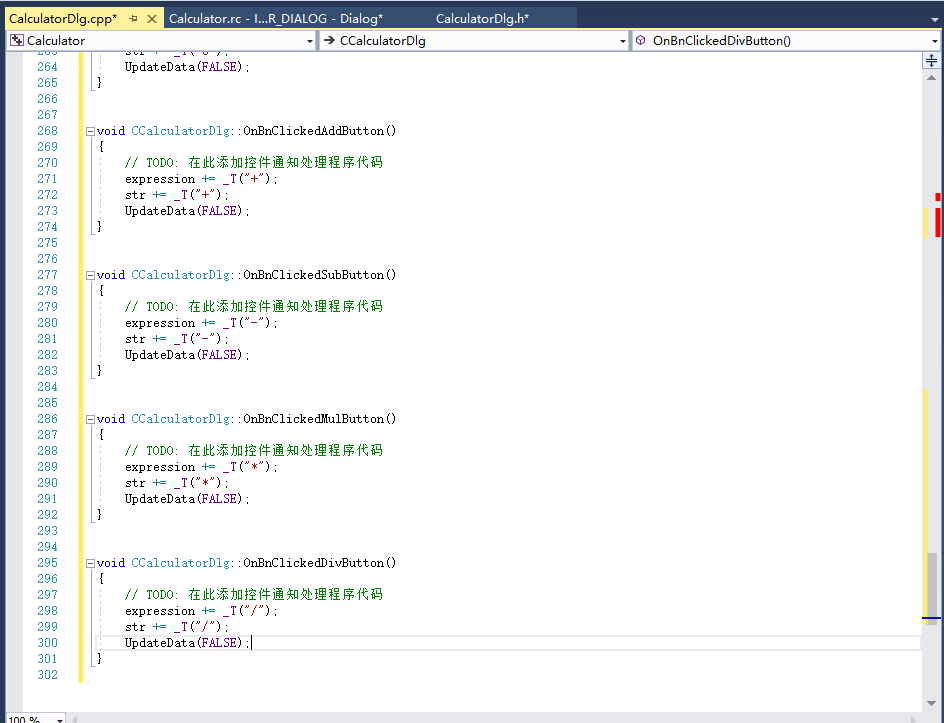 CalculatorDlg.cpp* Calculator.rc - I...R_DIALOG - Dialog* CalculatorDlg.h*
Calculator CCalculatorDlg OnBnClickedDivButton()
264 UpdateData(FALSE);
265 }
266
267
268 void CCalculatorDlg::OnBnClickedAddButton()
269 {
270 // TODO: 在此添加控件通知处理程序代码
271 expression += _T("+");
272 str += _T("+");
273 UpdateData(FALSE);
274 }
275
276
277 void CCalculatorDlg::OnBnClickedSubButton()
278 {
279 // TODO: 在此添加控件通知处理程序代码
280 expression += _T("-");
281 str += _T("-");
282 UpdateData(FALSE);
283 }
284
285
286 void CCalculatorDlg::OnBnClickedMulButton()
287 {
288 // TODO: 在此添加控件通知处理程序代码
289 expression += _T("*");
290 str += _T("*");
291 UpdateData(FALSE);
292 }
293
294
295 void CCalculatorDlg::OnBnClickedDivButton()
296 {
297 // TODO: 在此添加控件通知处理程序代码
298 expression += _T("/");
299 str += _T("/");
300 UpdateData(FALSE);
301 }
302
100 %